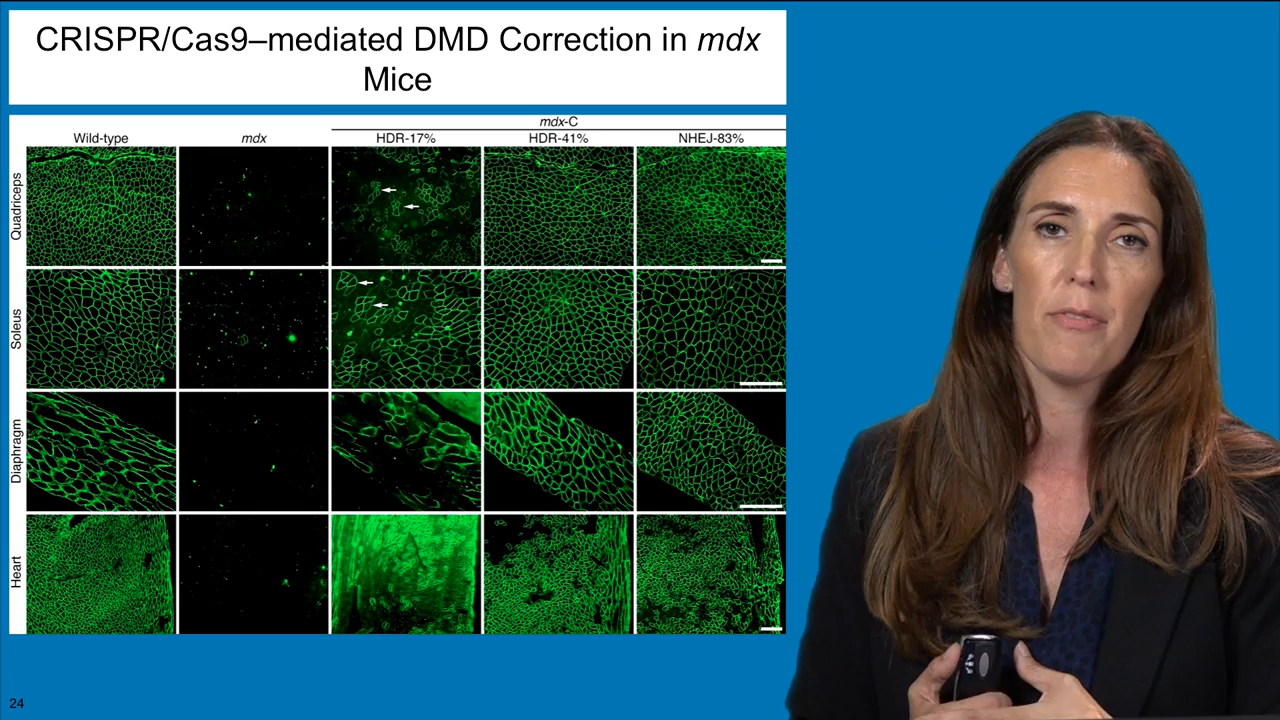 CRISPR/Cas9–mediated DMD Correction in mdx
Mice
mdx-C
Wild-type mdx HDR-17% HDR-41% NHEJ-83%
Quadriceps
Soleus
Diaphragm
Heart
24